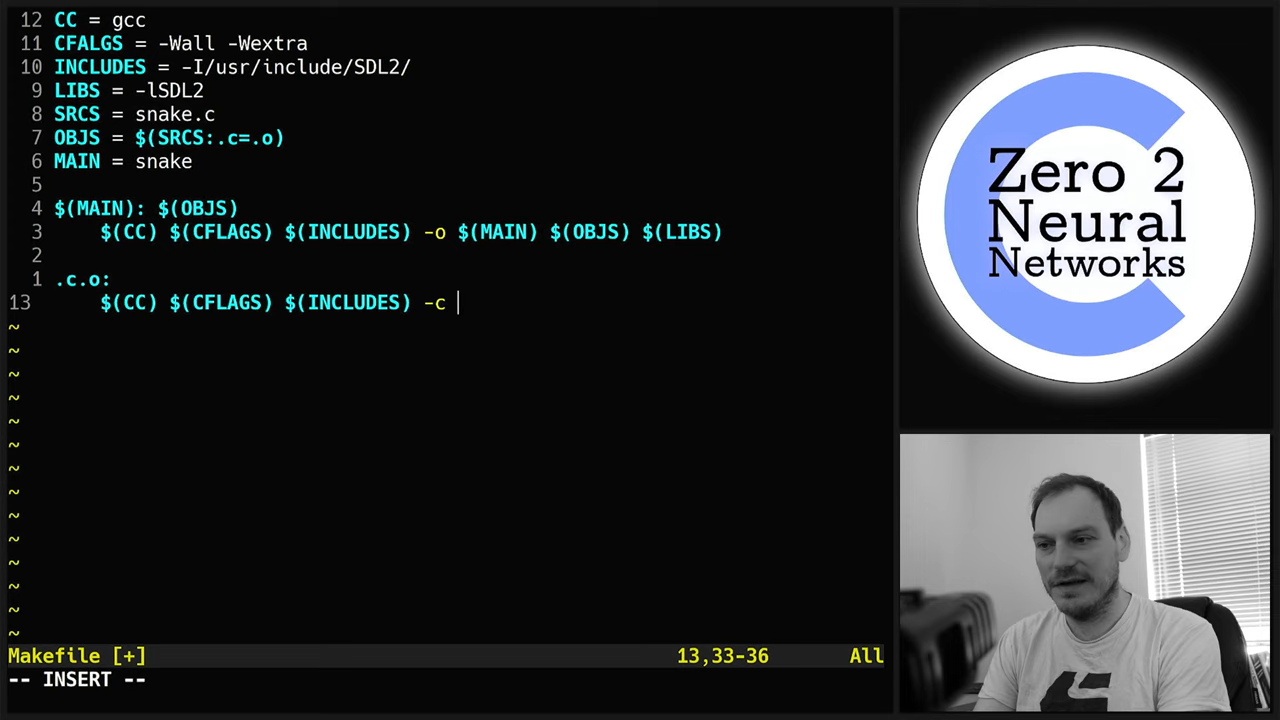 12 CC = gcc
11 CFALGS = -Wall -Wextra
10 INCLUDES = -I/usr/include/SDL2/
9 LIBS = -lSDL2
8 SRCS = snake.c
7 OBJS = $(SRCS:.c=.o)
6 MAIN = snake
5
4 $(MAIN): $(OBJS)
3 $(CC) $(CFLAGS) $(INCLUDES) -o $(MAIN) $(OBJS) $(LIBS)
2
1 .c.o:
13 $(CC) $(CFLAGS) $(INCLUDES) -c
~
~
~
~
~
~
~
~
~
~
~
~
~
~
Makefile [+] 13,33-36 All
-- INSERT --
Zero 2
Neural
Networks